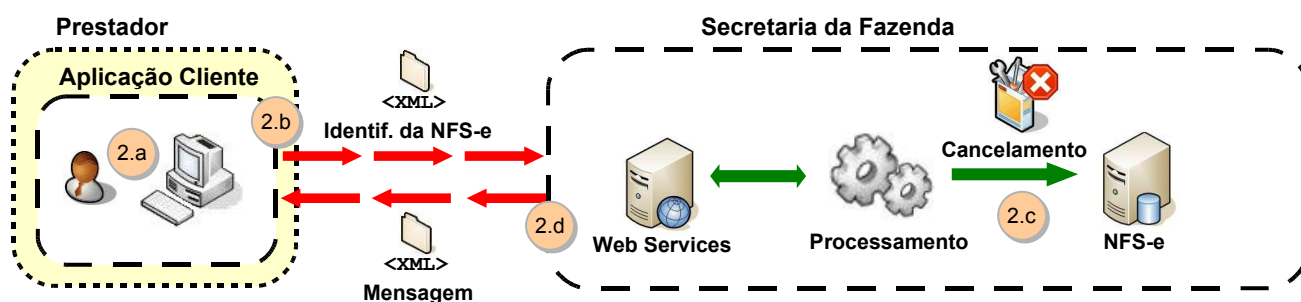 Prestador
Secretaria da Fazenda
Aplicação Cliente
2.a
2.b
<XML>
Identif. da NFS-e
Cancelamento
2.c
2.d
Web Services
Processamento
NFS-e
<XML>
Mensagem